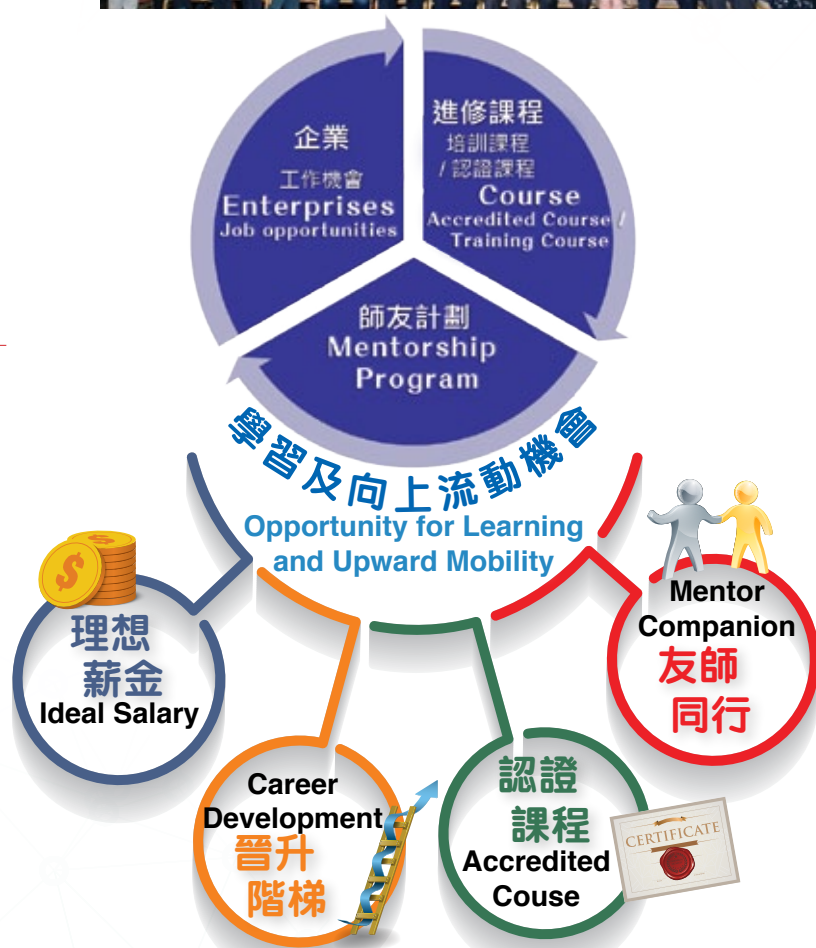 企業
工作機會
Enterprises
Job opportunities
進修課程
培訓課程
/ 認證課程
Course
Accredited Course /
Training Course
師友計劃
Mentorship
Program
學習及向上流動機會
Opportunity for Learning
and Upward Mobility
理想
薪金
Ideal Salary
Career
Development
晉升
階梯
認證
課程
Accredited
Couse
CERTIFICATE
Mentor
Companion
友師
同行